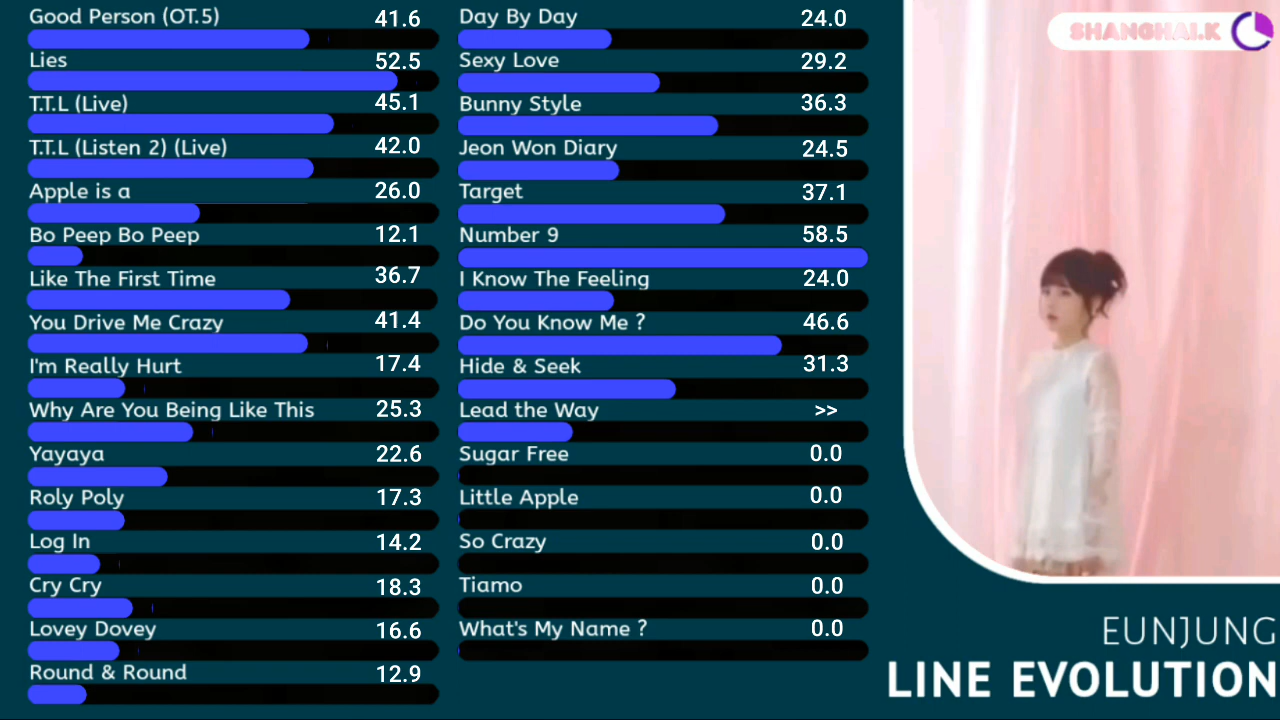 Good Person (OT.5) 41.6
Lies 52.5
T.T.L (Live) 45.1
T.T.L (Listen 2) (Live) 42.0
Apple is a 26.0
Bo Peep Bo Peep 12.1
Like The First Time 36.7
You Drive Me Crazy 41.4
I'm Really Hurt 17.4
Why Are You Being Like This 25.3
Yayaya 22.6
Roly Poly 17.3
Log In 14.2
Cry Cry 18.3
Lovey Dovey 16.6
Round & Round 12.9
Day By Day 24.0
Sexy Love 29.2
Bunny Style 36.3
Jeon Won Diary 24.5
Target 37.1
Number 9 58.5
I Know The Feeling 24.0
Do You Know Me ? 46.6
Hide & Seek 31.3
Lead the Way >>
Sugar Free 0.0
Little Apple 0.0
So Crazy 0.0
Tiamo 0.0
What's My Name ? 0.0
SHANGHAI.K
EUNJUNG
LINE EVOLUTION